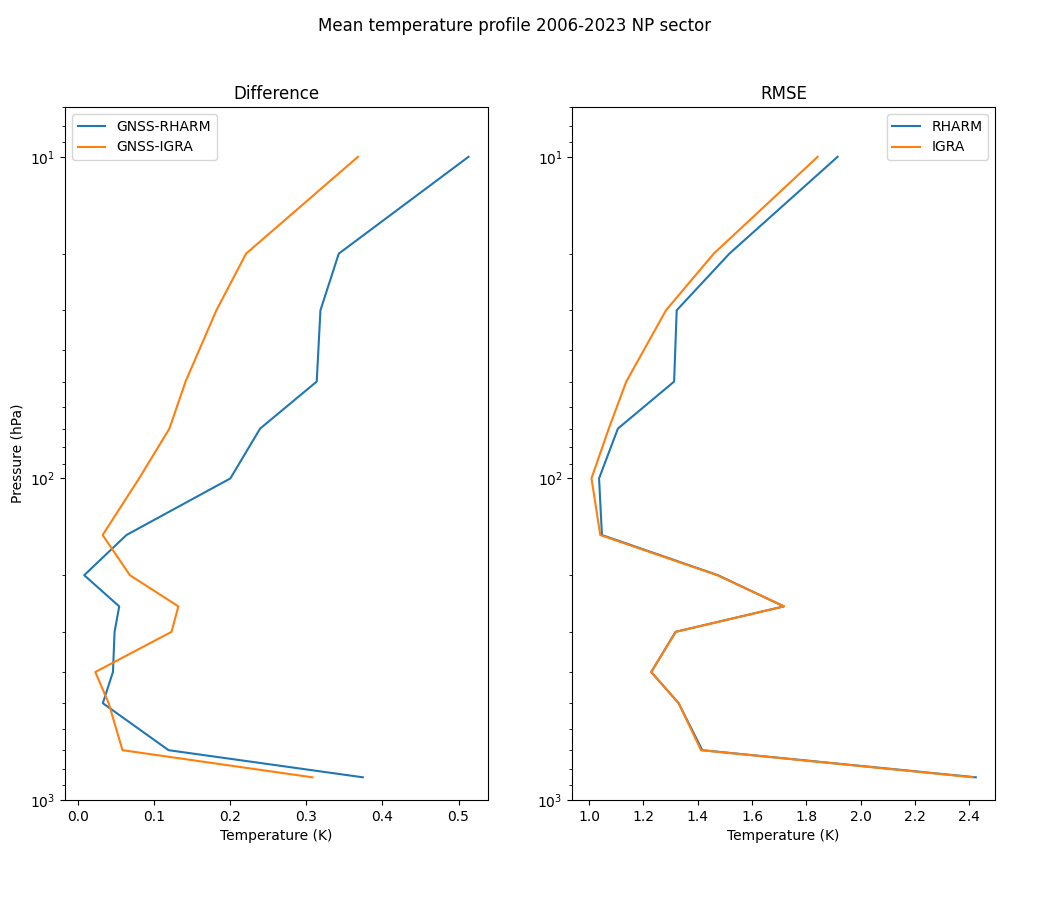 Mean temperature profile 2006-2023 NP sector
Difference
GNSS-RHARM
GNSS-IGRA
10¹
10²
10³
Pressure (hPa)
0.0 0.1 0.2 0.3 0.4 0.5
Temperature (K)
RMSE
RHARM
IGRA
10¹
10²
10³
1.0 1.2 1.4 1.6 1.8 2.0 2.2 2.4
Temperature (K)